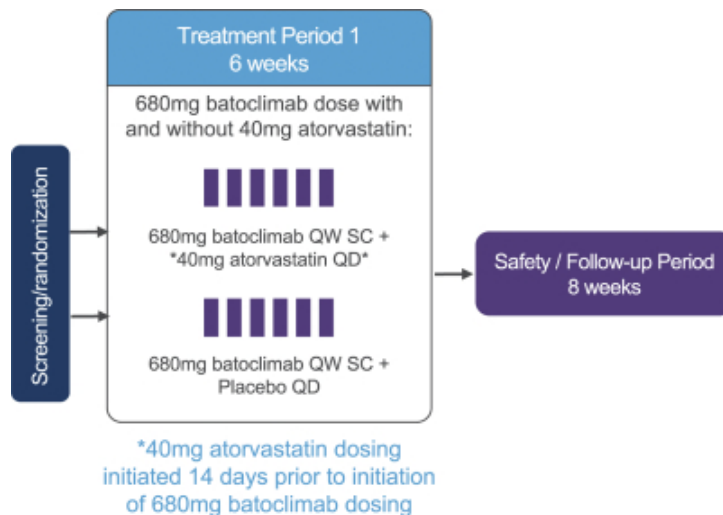 Treatment Period 1
6 weeks
680mg batoclimab dose with
and without 40mg atorvastatin:
Screening/randomization
680mg batoclimab QW SC +
*40mg atorvastatin QD*
680mg batoclimab QW SC +
Placebo QD
Safety / Follow-up Period
8 weeks
*40mg atorvastatin dosing
initiated 14 days prior to initiation
of 680mg batoclimab dosing